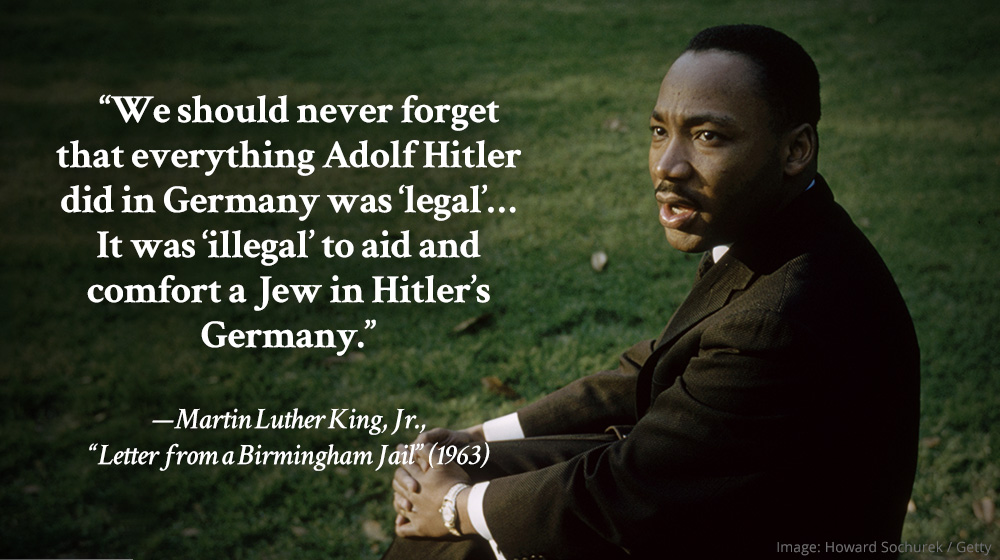 “We should never forget
that everything Adolf Hitler
did in Germany was ‘legal’...
It was ‘illegal’ to aid and
comfort a Jew in Hitler’s
Germany.”
—Martin Luther King, Jr.,
“Letter from a Birmingham Jail” (1963)
Image: Howard Sochurek / Getty